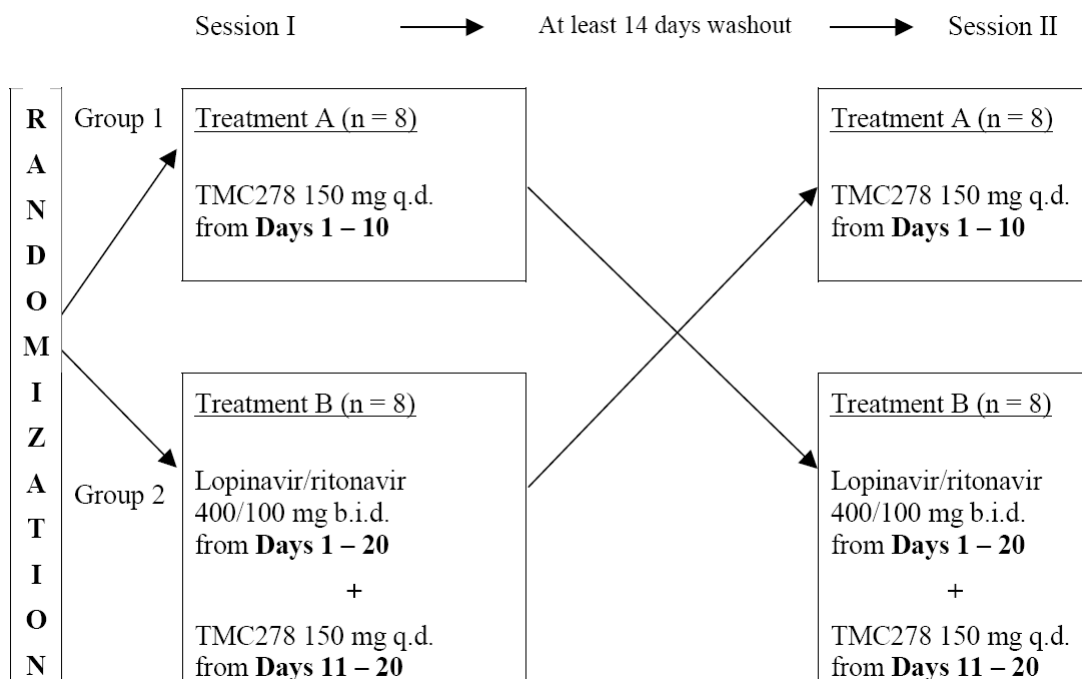 Session I At least 14 days washout Session II
R
A
N
D
O
M
I
Z
A
T
I
O
N
Group 1
Treatment A (n = 8)
TMC278 150 mg q.d.
from Days 1 – 10
Group 2
Treatment B (n = 8)
Lopinavir/ritonavir
400/100 mg b.i.d.
from Days 1 – 20
+
TMC278 150 mg q.d.
from Days 11 – 20
Treatment A (n = 8)
TMC278 150 mg q.d.
from Days 1 – 10
Treatment B (n = 8)
Lopinavir/ritonavir
400/100 mg b.i.d.
from Days 1 – 20
+
TMC278 150 mg q.d.
from Days 11 – 20